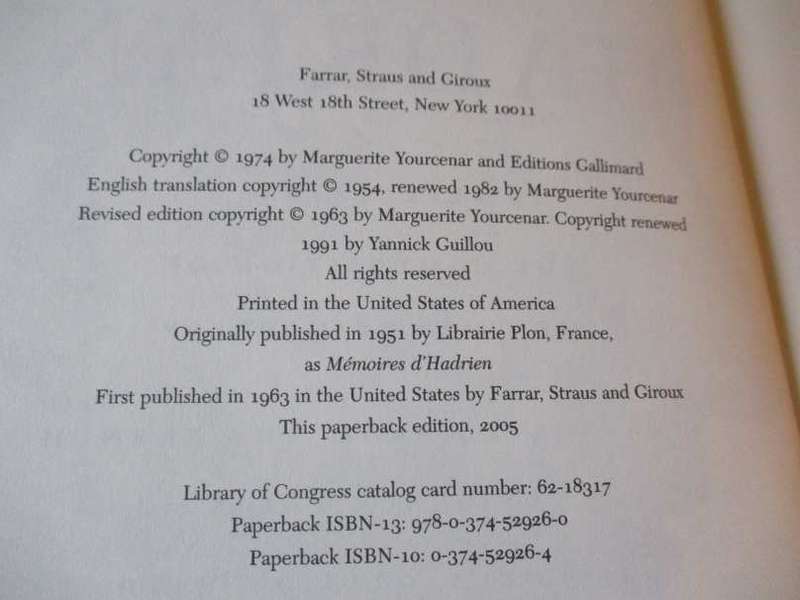 Farrar, Straus and Giroux
18 West 18th Street, New York 10011
Copyright © 1974 by Marguerite Yourcenar and Editions Gallimard
English translation copyright © 1954, renewed 1982 by Marguerite Yourcenar
Revised edition copyright © 1963 by Marguerite Yourcenar. Copyright renewed
1991 by Yannick Guillou
All rights reserved
Printed in the United States of America
Originally published in 1951 by Librairie Plon, France,
as Mémoires d'Hadrien
First published in 1963 in the United States by Farrar, Straus and Giroux
This paperback edition, 2005
Library of Congress catalog card number: 62-18317
Paperback ISBN-13: 978-0-374-52926-0
Paperback ISBN-10: 0-374-52926-4